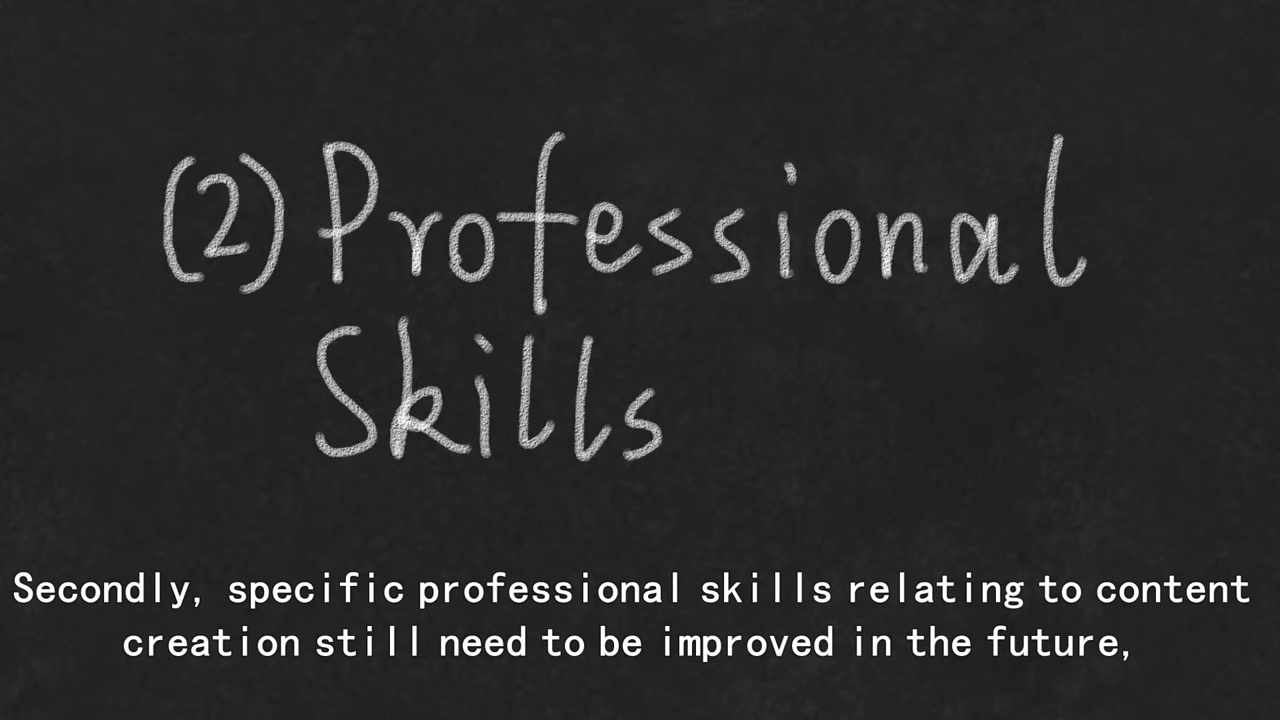 (2) Professional
Skills
Secondly, specific professional skills relating to content
creation still need to be improved in the future,